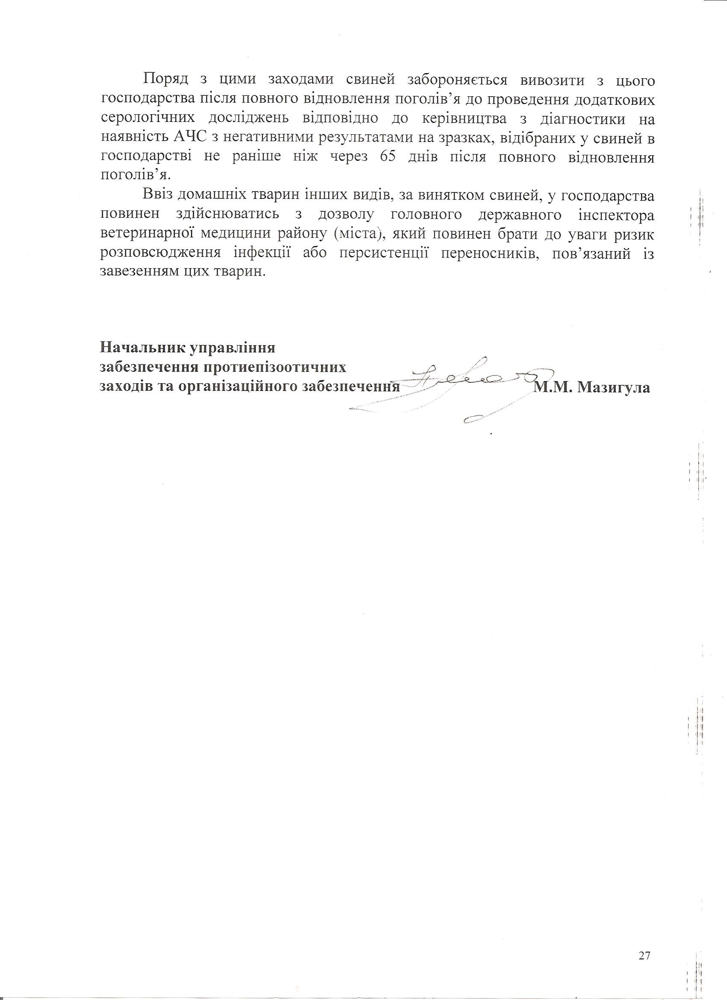 Поряд з цими заходами свиней забороняється вивозити з цього
господарства після повного відновлення поголів’я до проведення додаткових
серологічних досліджень відповідно до керівництва з діагностики на
наявність АЧС з негативними результатами на зразках, відібраних у свиней в
господарстві не раніше ніж через 65 днів після повного відновлення
поголів’я.
Ввіз домашніх тварин інших видів, за винятком свиней, у господарства
повинен здійснюватись з дозволу головного державного інспектора
ветеринарної медицини району (міста), який повинен брати до уваги ризик
розповсюдження інфекції або персистенції переносників, пов’язаний із
завезенням цих тварин.
Начальник управління
забезпечення протиепізоотичних
заходів та організаційного забезпечення М.М. Мазигула
27